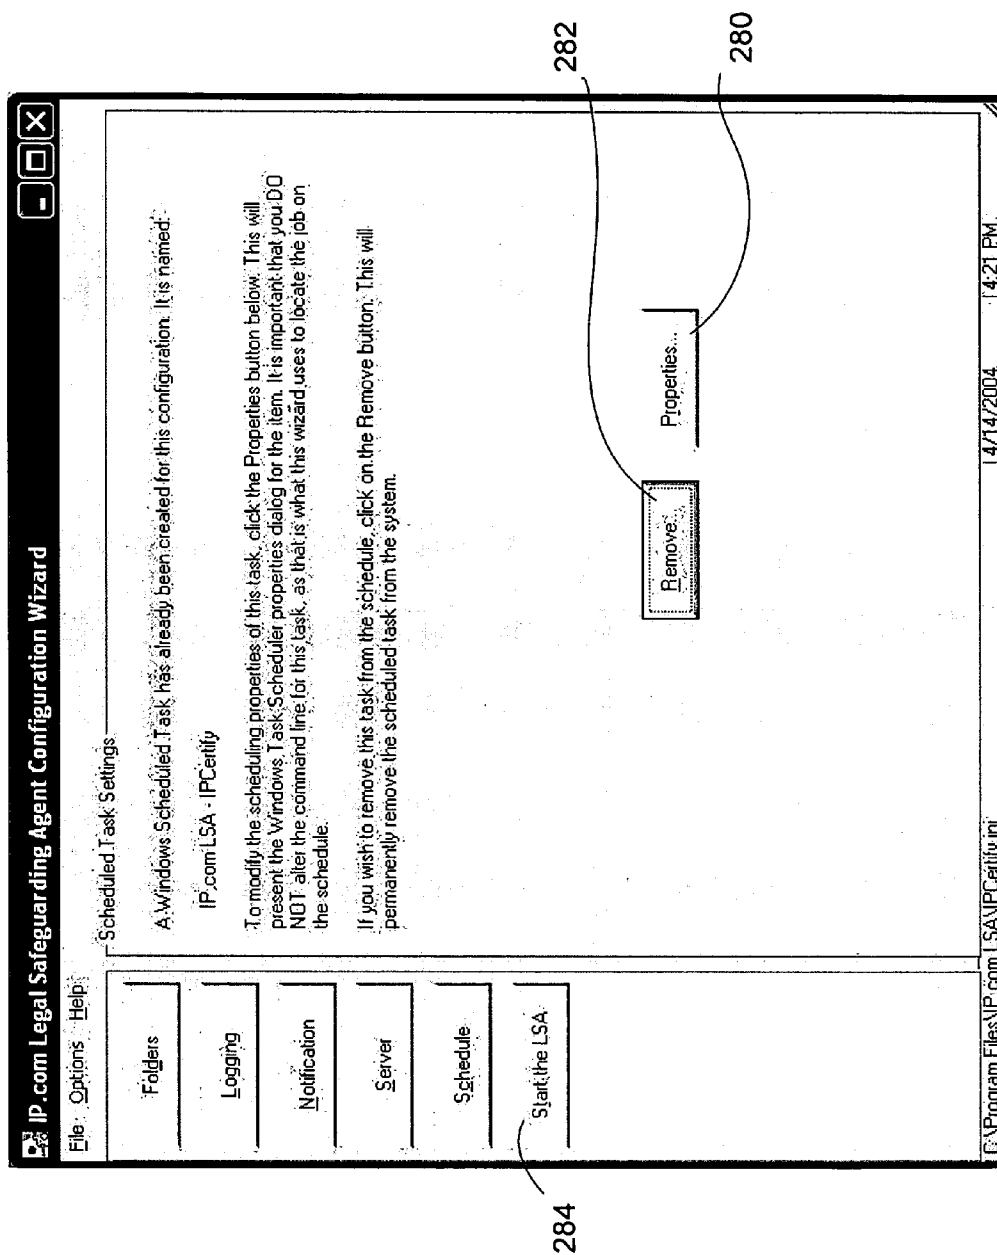 IP.com Legal Safeguarding Agent Configuration Wizard
File Options Help
Folders
Logging
Notification
Server
Schedule
Start the LSA
Scheduled Task Settings
A Windows Scheduled Task has already been created for this configuration. It is named:
IP.com LSA - IPCertify
To modify the scheduling properties of this task, click the Properties button below. This will
present the Windows Task Scheduler properties dialog for the item. It is important that you DO
NOT alter the command line for this task, as that is what this wizard uses to locate the job on
the schedule.
If you wish to remove this task from the schedule, click on the Remove button. This will
permanently remove the scheduled task from the system.
Remove
Properties...
C:\Program Files\IP.com LSA\IPCertify.ini
4/14/2004
4:21 PM
284
282
280